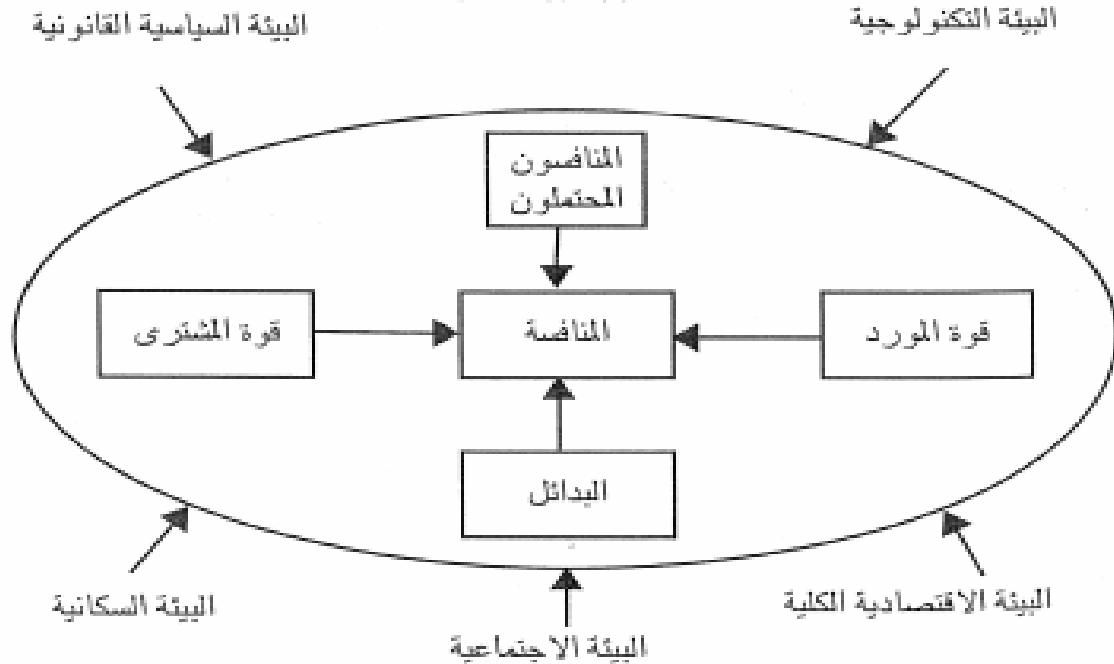 البيئة التكنولوجية
البيئة السياسية القانونية
المنافسون
المحتملون
قوة المورد
المنافسة
قوة المشترى
البدائل
البيئة الاقتصادية الكلية
البيئة الاجتماعية
البيئة السكانية